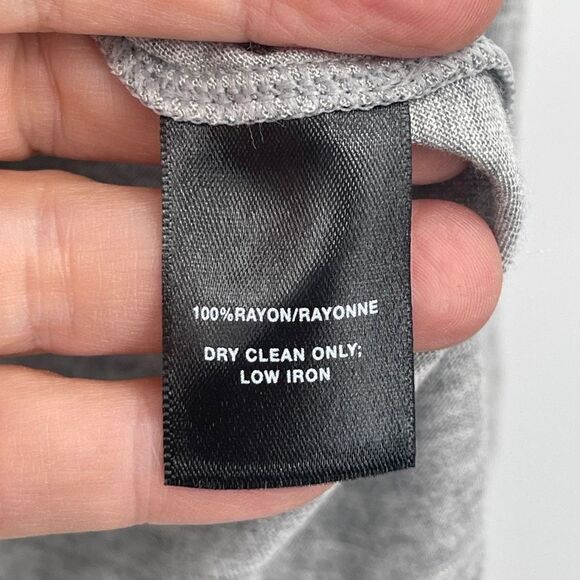 100%RAYON/RAYONNE
DRY CLEAN ONLY;
LOW IRON